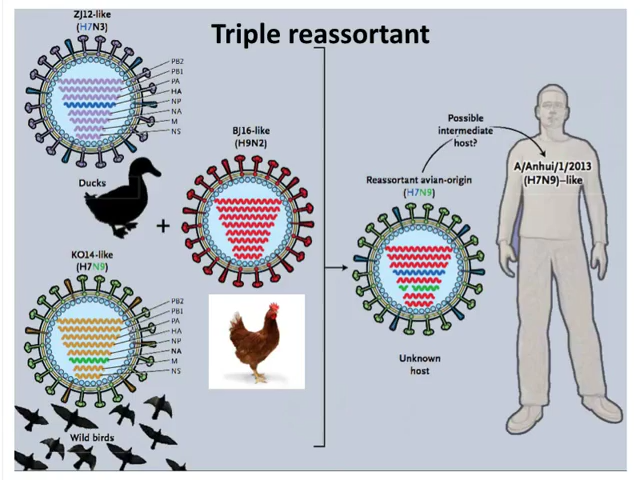 Triple reassortant
ZJ12-like
(H7N3)
PB2
PB1
PA
HA
NP
NA
M
NS
Ducks
+
BJ16-like
(H9N2)
KO14-like
(H7N9)
PB2
PB1
PA
HA
NP
NA
M
NS
Wild birds
Reassortant avian-origin
(H7N9)
Unknown
host
Possible
intermediate
host?
A/Anhui/1/2013
(H7N9)–like